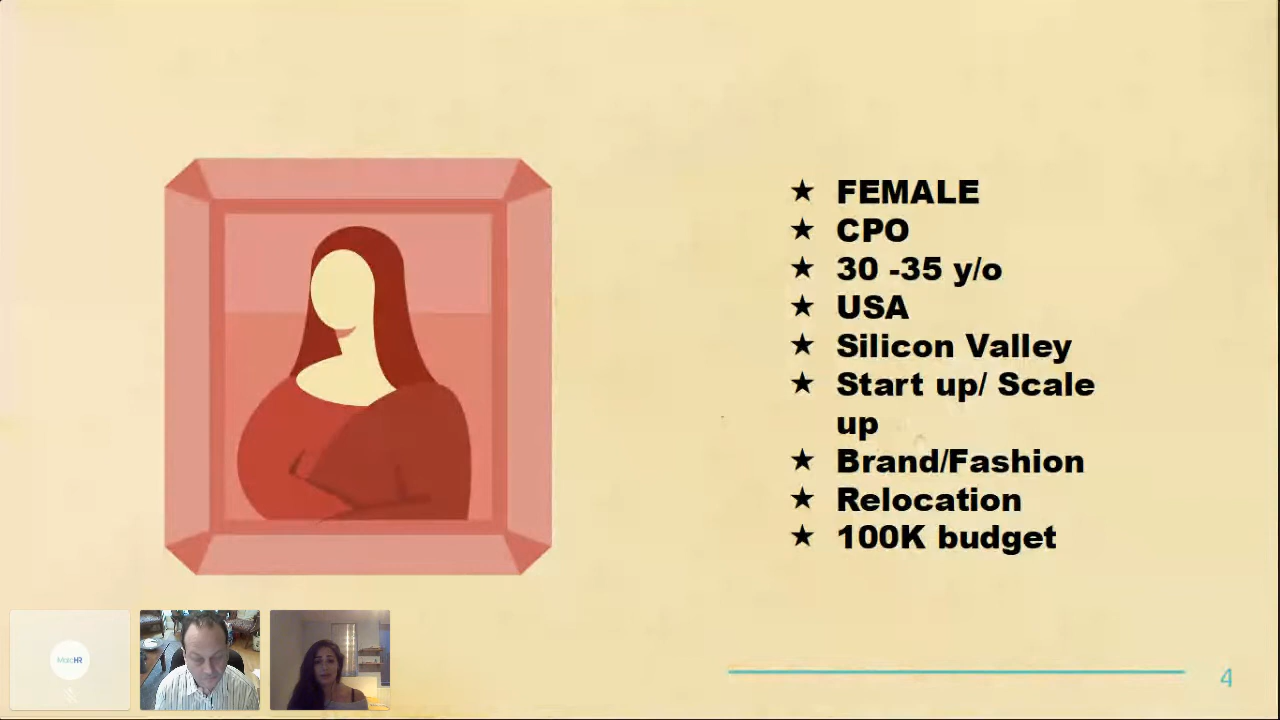 ★ FEMALE
★ CPO
★ 30 -35 y/o
★ USA
★ Silicon Valley
★ Start up/ Scale
up
★ Brand/Fashion
★ Relocation
★ 100K budget
4